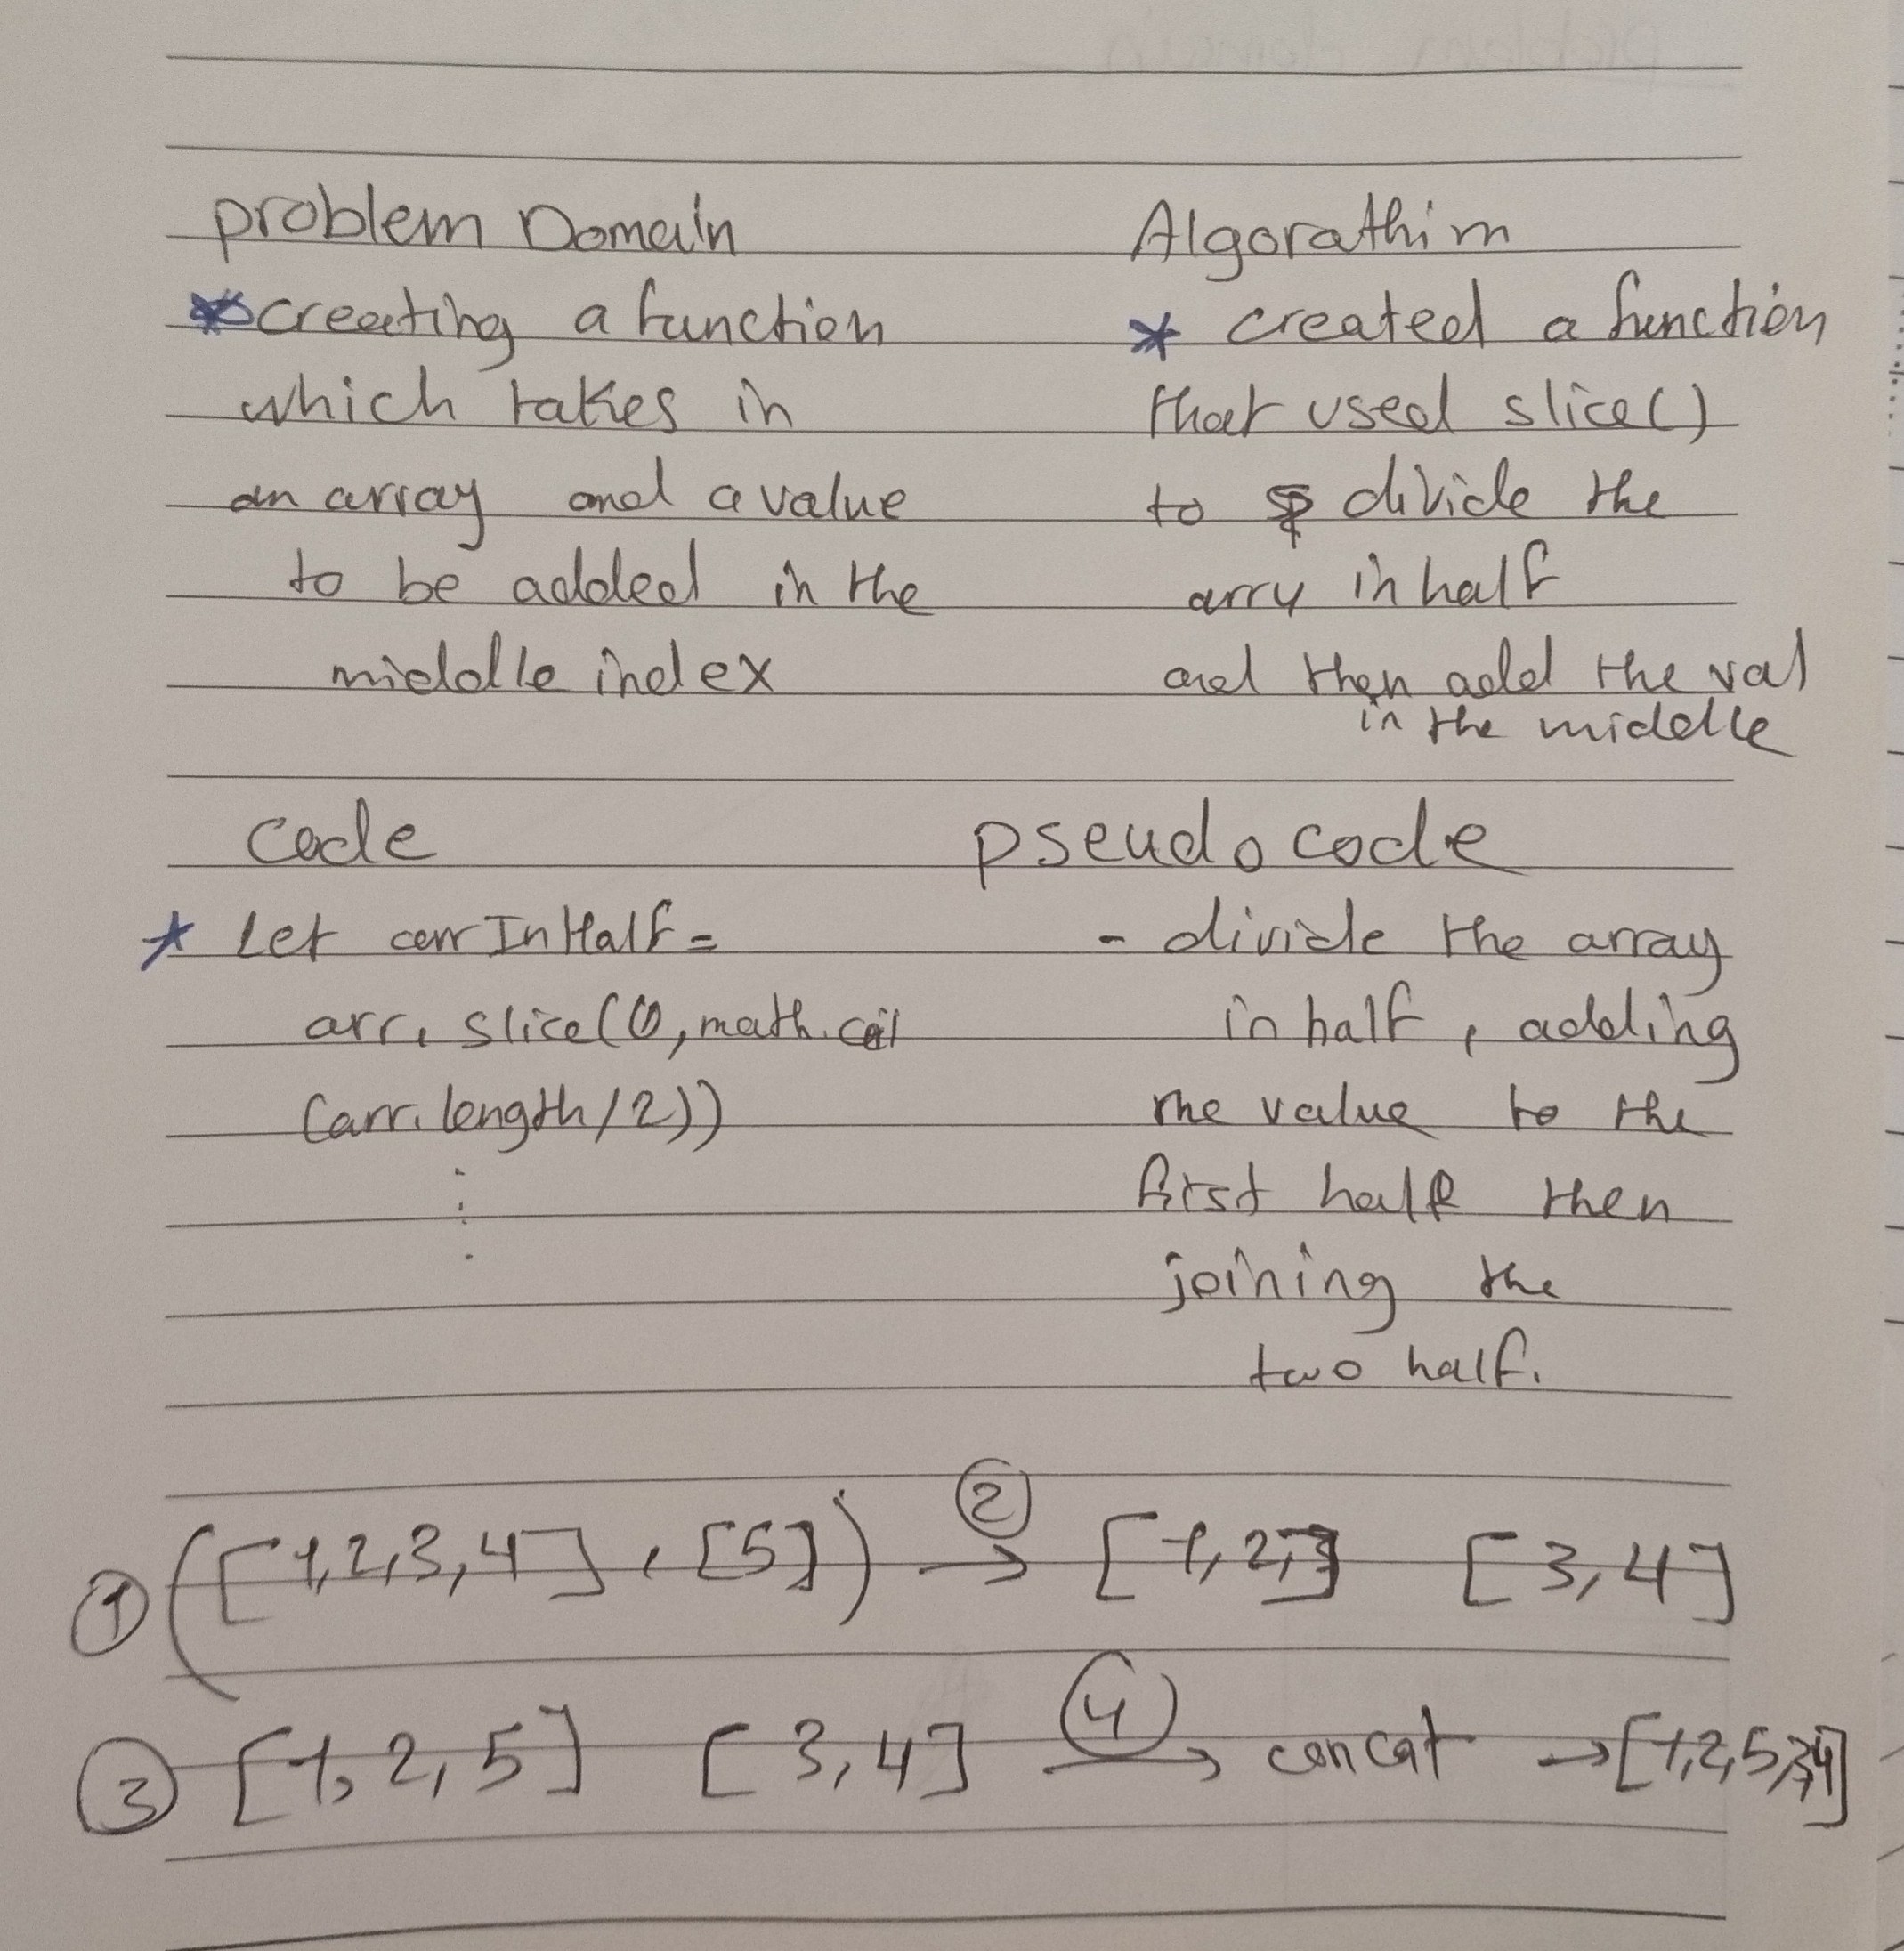 problem Domain
* creating a function
which takes in
an array and a value
to be added in the
middle index
Algorathim
* created a function
that used slice()
to divide the
arry in half
and then add the val
in the middle
code
* Let arrInHalf =
arr. slice(0, math.ceil
(arr.length/2))
pseudo code
- divide the array
in half, adding
the value to the
first half then
joining the
two half.
① ([1,2,3,4], [5]) ② → [1,2] [3,4]
③ [1,2,5] [3,4] ④ → concat → [1,2,5,3,4]